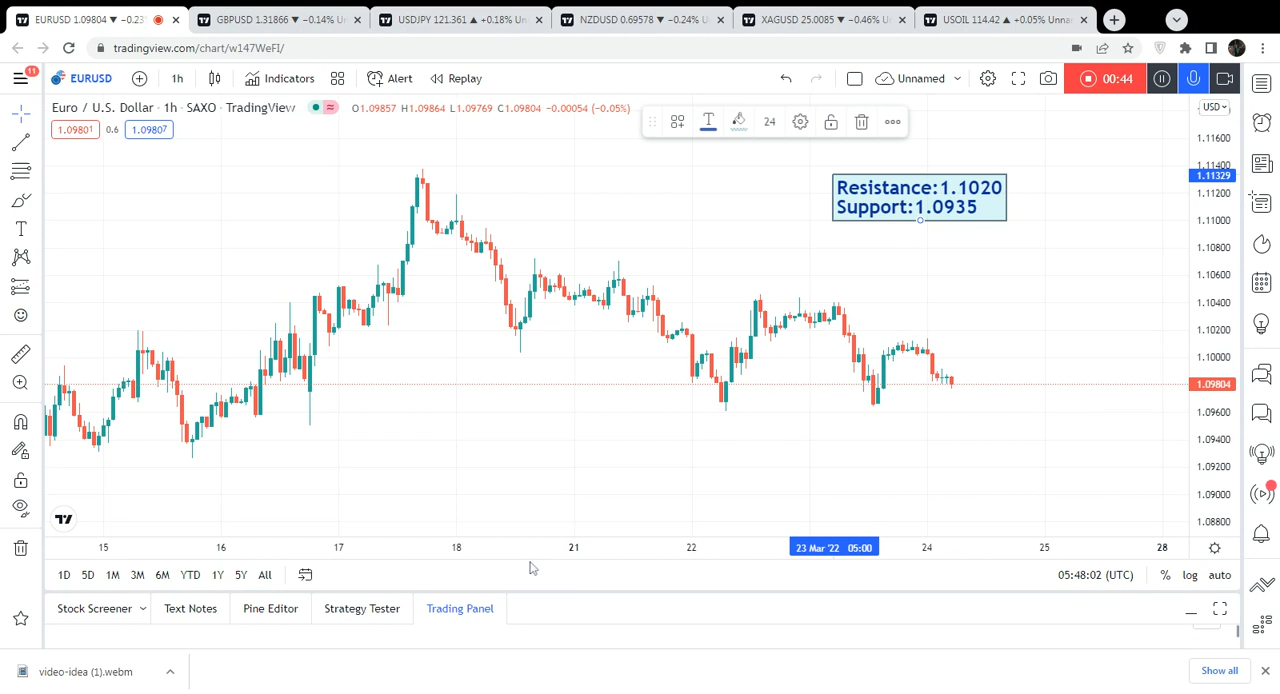 EURUSD 1.09804 ▼ −0.23
GBPUSD 1.31866 ▼ −0.14% Un
USDJPY 121.361 ▲ +0.18% Unnam
NZDUSD 0.69578 ▼ −0.24% Un
XAGUSD 25.0085 ▼ −0.46% Un
USOIL 114.42 ▲ +0.05% Unnar
tradingview.com/chart/w147WeFI/
11
EURUSD
1h
Indicators
Alert
Replay
Unnamed
00:44
Euro / U.S. Dollar · 1h · SAXO · TradingView
O1.09857 H1.09864 L1.09769 C1.09804 −0.00054 (−0.05%)
USD
1.09801
0.6
1.09807
24
Resistance:1.1020
Support:1.0935
1.11600
1.11400
1.11329
1.11200
1.11000
1.10800
1.10600
1.10400
1.10200
1.10000
1.09804
1.09600
1.09400
1.09200
1.09000
1.08800
15 16 17 18 21 22 23 Mar '22 05:00 24 25 28
1D 5D 1M 3M 6M YTD 1Y 5Y All
05:48:02 (UTC) % log auto
Stock Screener Text Notes Pine Editor Strategy Tester Trading Panel
video-idea (1).webm
Show all